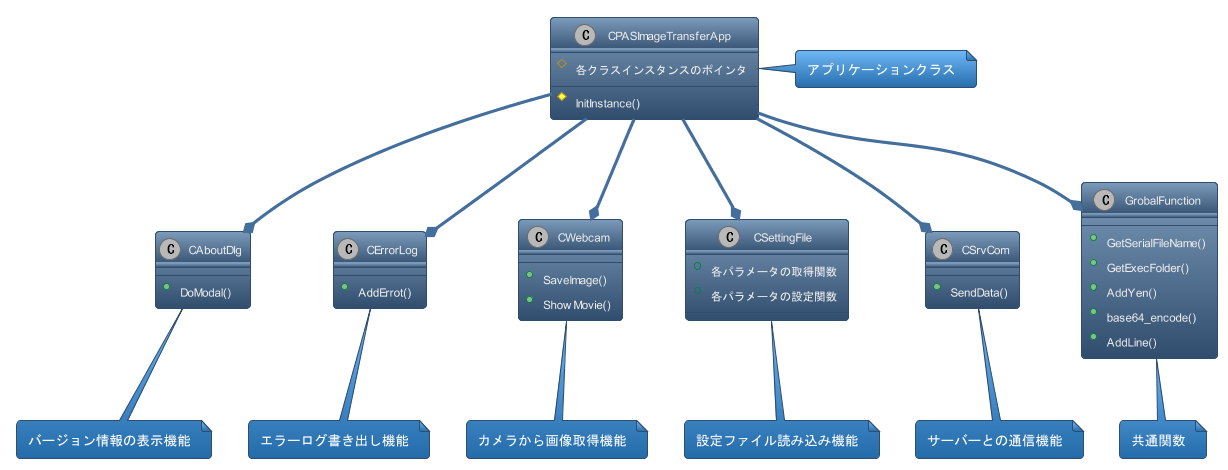 C CPASImageTransferApp
各クラスインスタンスのポインタ
InitInstance()
アプリケーションクラス
C CAboutDlg
DoModal()
C CErrorLog
AddErrot()
C CWebcam
SaveImage()
Show Movie()
C CSettingFile
各パラメータの取得関数
各パラメータの設定関数
C CSrvCom
SendData()
C GrobalFunction
GetSerialFileName()
GetExecFolder()
AddYen()
base64_encode()
AddLine()
バージョン情報の表示機能
エラーログ書き出し機能
カメラから画像取得機能
設定ファイル読み込み機能
サーバーとの通信機能
共通関数